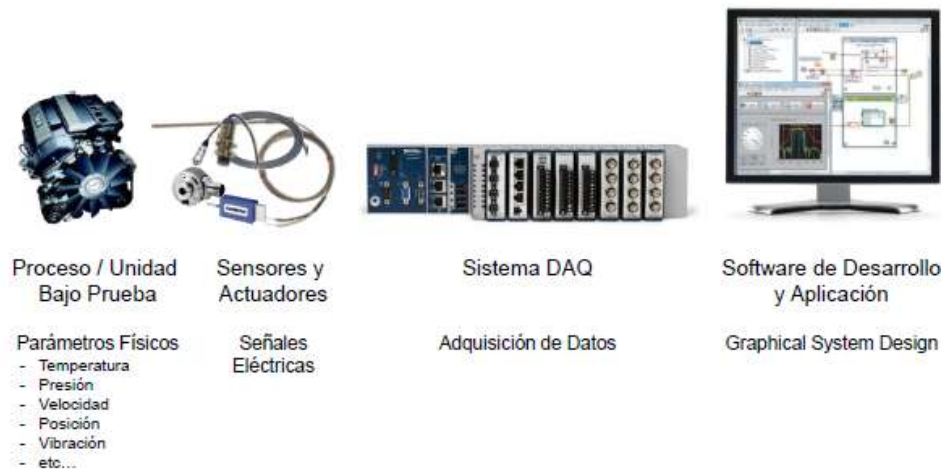 Proceso / Unidad
Bajo Prueba
Sensores y
Actuadores
Sistema DAQ
Software de Desarrollo
y Aplicación
Parámetros Físicos
- Temperatura
- Presión
- Velocidad
- Posición
- Vibración
- etc...
Señales
Eléctricas
Adquisición de Datos
Graphical System Design